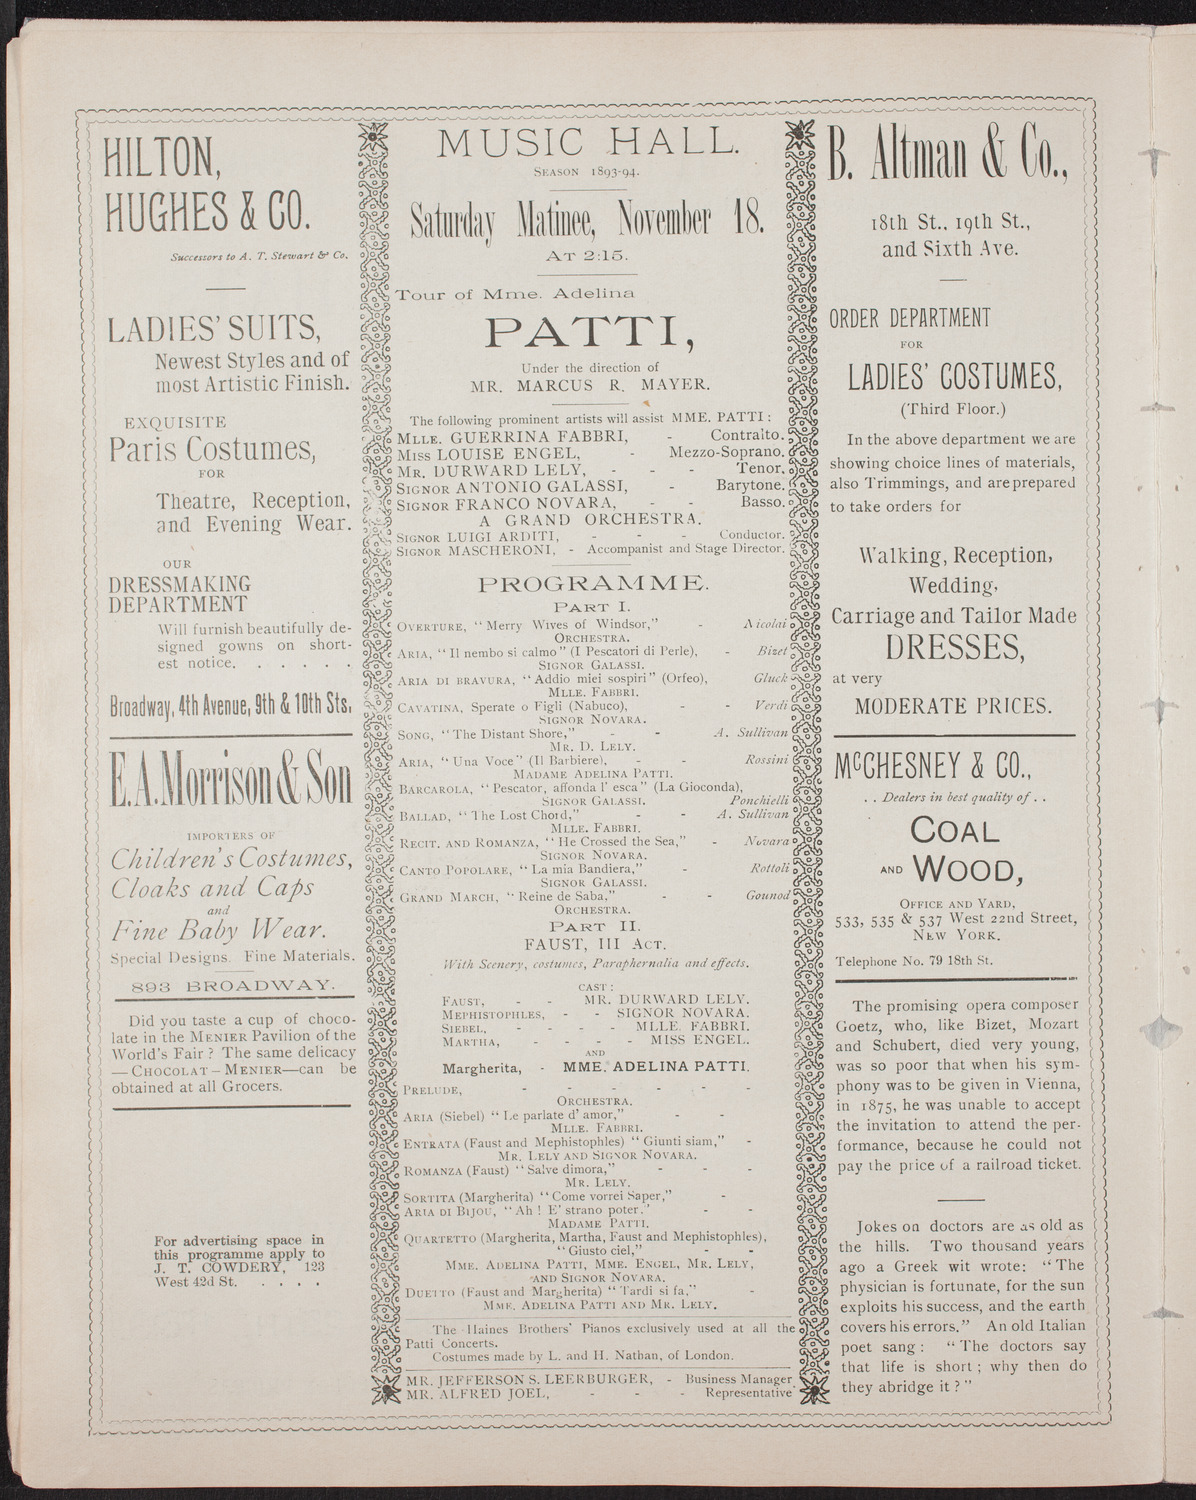 HILTON,
HUGHES & CO.
Successors to A. T. Stewart & Co.
LADIES' SUITS,
Newest Styles and of
most Artistic Finish.
EXQUISITE
Paris Costumes,
FOR
Theatre, Reception,
and Evening Wear.
OUR
DRESSMAKING
DEPARTMENT
Will furnish beautifully de-
signed gowns on short-
est notice. . . . . .
Broadway, 4th Avenue, 9th & 10th Sts.
E. A. Morrison & Son
IMPORTERS OF
Children's Costumes,
Cloaks and Caps
and
Fine Baby Wear.
Special Designs. Fine Materials.
893 BROADWAY.
Did you taste a cup of choco-
late in the MENIER Pavilion of the
World's Fair? The same delicacy
—CHOCOLAT—MENIER—can be
obtained at all Grocers.
For advertising space in
this programme apply to
J. T. COWDERY, 123
West 42d St. . . . .
MUSIC HALL.
SEASON 1893-94.
Saturday Matinee, November 18.
AT 2:15.
Tour of Mme. Adelina
PATTI,
Under the direction of
MR. MARCUS R. MAYER.
The following prominent artists will assist MME. PATTI:
MLLE. GUERRINA FABBRI, - Contralto.
MISS LOUISE ENGEL, - Mezzo-Soprano.
MR. DURWARD LELY, - - - Tenor.
SIGNOR ANTONIO GALASSI, - Barytone.
SIGNOR FRANCO NOVARA, - - Basso.
A GRAND ORCHESTRA.
SIGNOR LUIGI ARDITI, - - - Conductor.
SIGNOR MASCHERONI, - Accompanist and Stage Director.
PROGRAMME.
PART I.
OVERTURE, "Merry Wives of Windsor," - Nicolai
ORCHESTRA.
ARIA, "Il nembo si calmo" (I Pescatori di Perle), - Bizet
SIGNOR GALASSI.
ARIA DI BRAVURA, "Addio miei sospiri" (Orfeo), Gluck
MLLE. FABBRI.
CAVATINA, Sperate o Figli (Nabuco), - - Verdi
SIGNOR NOVARA.
SONG, "The Distant Shore," - - A. Sullivan
MR. D. LELY.
ARIA, "Una Voce" (Il Barbiere), - - Rossini
MADAME ADELINA PATTI.
BARCAROLA, "Pescator, affonda l' esca" (La Gioconda),
SIGNOR GALASSI. Ponchielli
BALLAD, "The Lost Chord," - - A. Sullivan
MLLE. FABBRI.
RECIT. AND ROMANZA, "He Crossed the Sea," - Novara
SIGNOR NOVARA.
CANTO POPOLARE, "La mia Bandiera," - Rottoli
SIGNOR GALASSI.
GRAND MARCH, "Reine de Saba," - - Gounod
ORCHESTRA.
PART II.
FAUST, III ACT.
With Scenery, costumes, Paraphernalia and effects.
CAST:
FAUST, - - MR. DURWARD LELY.
MEPHISTOPHLES, - - SIGNOR NOVARA.
SIEBEL, - - - - MLLE. FABBRI.
MARTHA, - - - - MISS ENGEL.
AND
Margherita, - MME. ADELINA PATTI.
PRELUDE, - - - - - -
ORCHESTRA.
ARIA (Siebel) "Le parlate d' amor," - -
MLLE. FABBRI.
ENTRATA (Faust and Mephistophles) "Giunti siam," -
MR. LELY AND SIGNOR NOVARA.
ROMANZA (Faust) "Salve dimora," - - -
MR. LELY.
SORTITA (Margherita) "Come vorrei Saper," -
ARIA DI BIJOU, "Ah! E' strano poter." - -
MADAME PATTI.
QUARTETTO (Margherita, Martha, Faust and Mephistophles),
"Giusto ciel," - -
MME. ADELINA PATTI, MME. ENGEL, MR. LELY,
AND SIGNOR NOVARA.
DUETTO (Faust and Margherita) "Tardi si fa," -
MME. ADELINA PATTI AND MR. LELY.
The Haines Brothers' Pianos exclusively used at all the
Patti Concerts.
Costumes made by L. and H. Nathan, of London.
MR. JEFFERSON S. LEERBURGER, - Business Manager
MR. ALFRED JOEL, - - - Representative
B. Altman & Co.,
18th St., 19th St.,
and Sixth Ave.
ORDER DEPARTMENT
FOR
LADIES' COSTUMES,
(Third Floor.)
In the above department we are
showing choice lines of materials,
also Trimmings, and are prepared
to take orders for
Walking, Reception,
Wedding,
Carriage and Tailor Made
DRESSES,
at very
MODERATE PRICES.
McCHESNEY & CO.,
. . Dealers in best quality of . .
COAL
AND WOOD,
OFFICE AND YARD,
533, 535 & 537 West 22nd Street,
NEW YORK.
Telephone No. 79 18th St.
The promising opera composer
Goetz, who, like Bizet, Mozart
and Schubert, died very young,
was so poor that when his sym-
phony was to be given in Vienna,
in 1875, he was unable to accept
the invitation to attend the per-
formance, because he could not
pay the price of a railroad ticket.
Jokes on doctors are as old as
the hills. Two thousand years
ago a Greek wit wrote: "The
physician is fortunate, for the sun
exploits his success, and the earth
covers his errors." An old Italian
poet sang: "The doctors say
that life is short; why then do
they abridge it?"